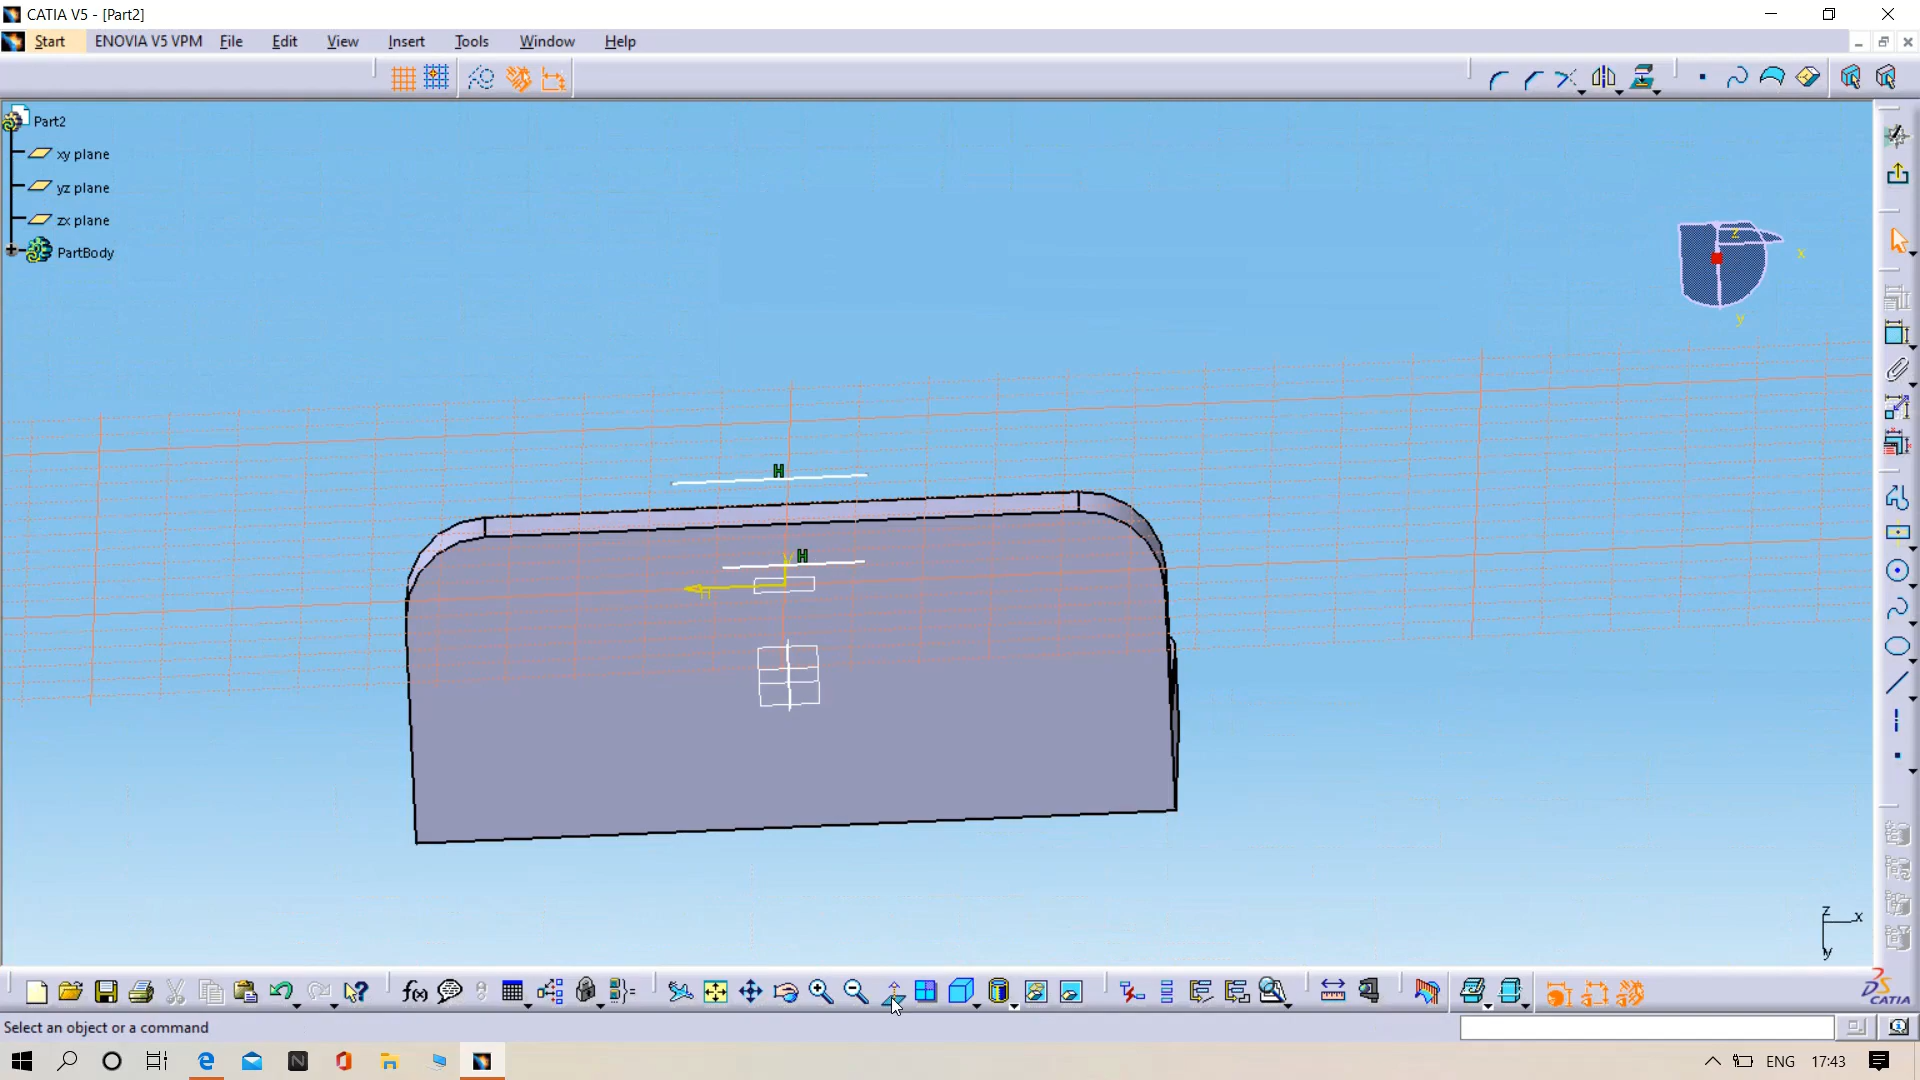 CATIA V5 - [Part2]
Start ENOVIA V5 VPM File Edit View Insert Tools Window Help
Part2
xy plane
yz plane
zx plane
PartBody
z
x
y
H
H
V
H
z
x
y
f(x)
DS
CATIA
Select an object or a command
N
ENG 17:43